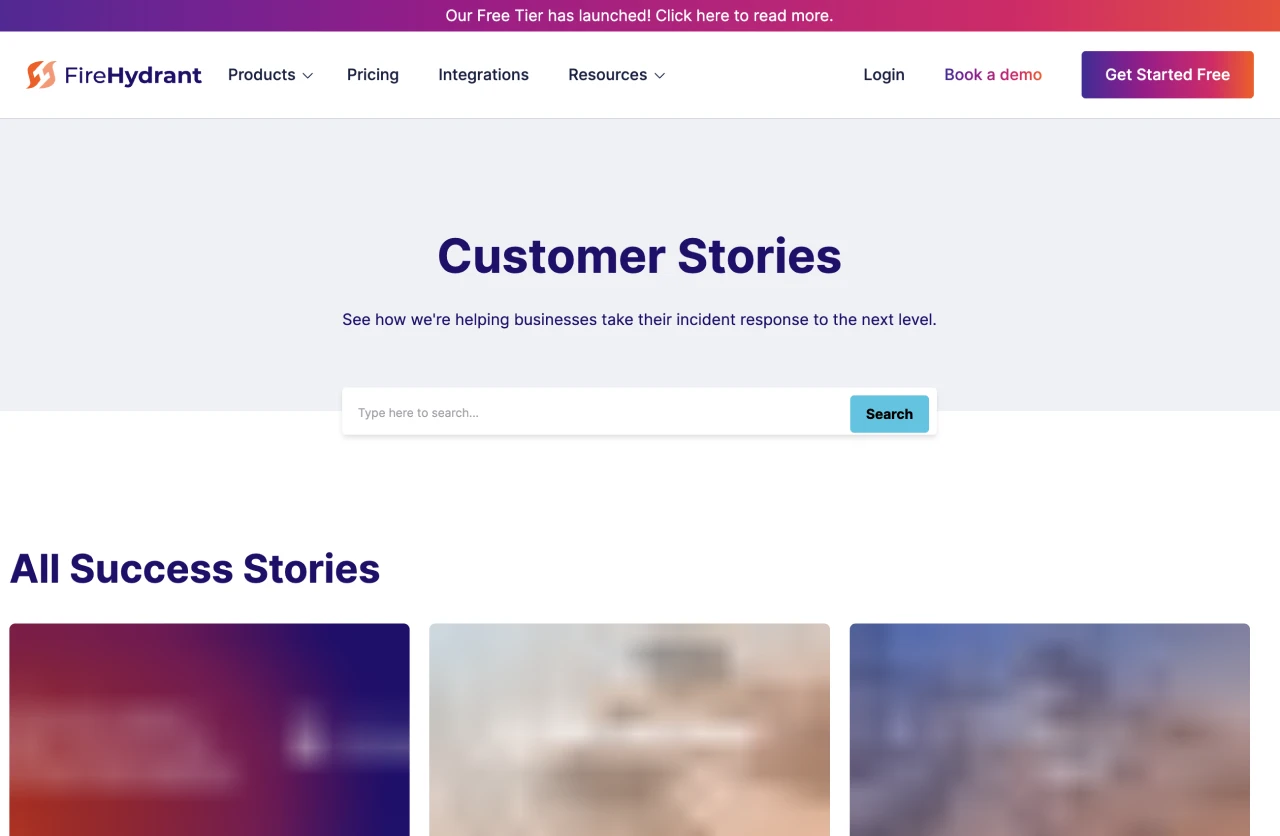 Our Free Tier has launched! Click here to read more.
FireHydrant Products Pricing Integrations Resources Login Book a demo Get Started Free
Customer Stories
See how we're helping businesses take their incident response to the next level.
Type here to search... Search
All Success Stories